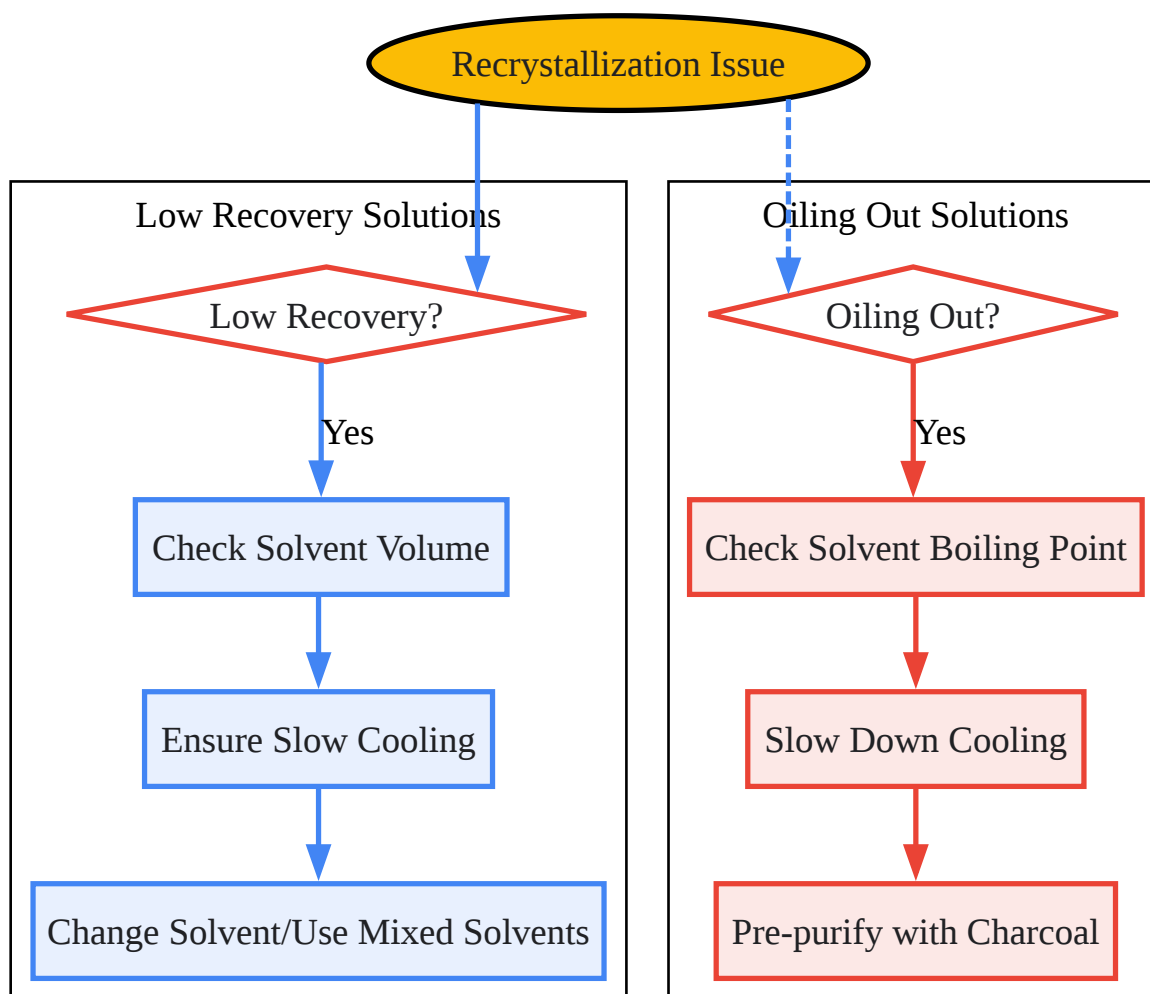 Recrystallization Issue
Low Recovery Solutions
Low Recovery?
Yes
Check Solvent Volume
Ensure Slow Cooling
Change Solvent/Use Mixed Solvents
Oiling Out Solutions
Oiling Out?
Yes
Check Solvent Boiling Point
Slow Down Cooling
Pre-purify with Charcoal